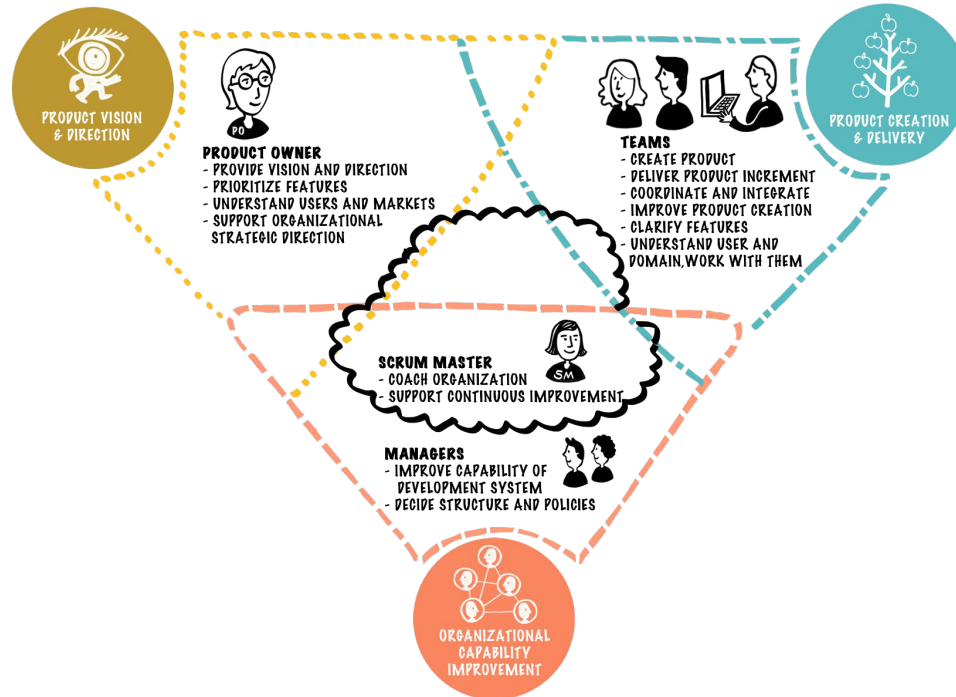 PRODUCT VISION
& DIRECTION
PO
PRODUCT OWNER
- PROVIDE VISION AND DIRECTION
- PRIORITIZE FEATURES
- UNDERSTAND USERS AND MARKETS
- SUPPORT ORGANIZATIONAL
STRATEGIC DIRECTION
PRODUCT CREATION
& DELIVERY
TEAMS
- CREATE PRODUCT
- DELIVER PRODUCT INCREMENT
- COORDINATE AND INTEGRATE
- IMPROVE PRODUCT CREATION
- CLARIFY FEATURES
- UNDERSTAND USER AND
DOMAIN,WORK WITH THEM
SCRUM MASTER
- COACH ORGANIZATION
- SUPPORT CONTINUOUS IMPROVEMENT
SM
MANAGERS
- IMPROVE CAPABILITY OF
DEVELOPMENT SYSTEM
- DECIDE STRUCTURE AND POLICIES
ORGANIZATIONAL
CAPABILITY
IMPROVEMENT